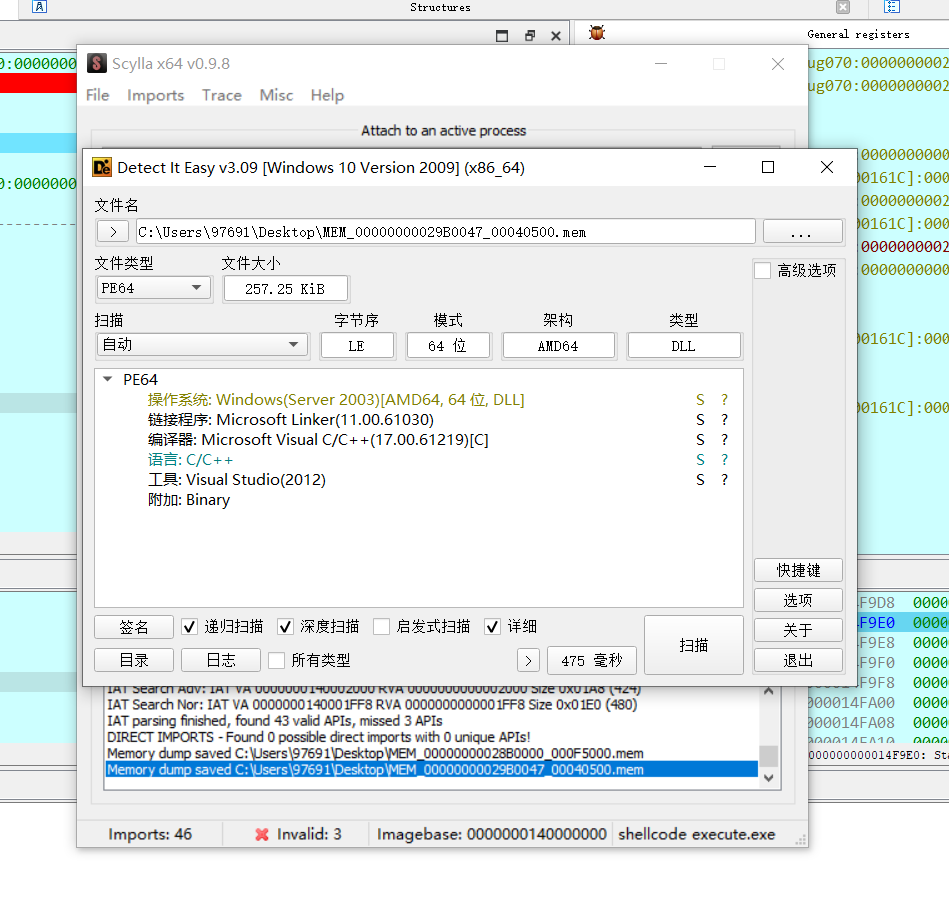 Structures
General registers
0:0000000
ug070:0000000002
ug070:0000000002
Scylla x64 v0.9.8
File Imports Trace Misc Help
Attach to an active process
Detect It Easy v3.09 [Windows 10 Version 2009] (x86_64)
0000000002
00161C]:000
0:0000000
0000000002
00161C]:000
0000000002
0000000000
00161C]:000
00161C]:000
文件名
> C:\Users\97691\Desktop\MEM_00000000029B0047_00040500.mem ...
文件类型 文件大小 高级选项
PE64 257.25 KiB
扫描 字节序 模式 架构 类型
自动 LE 64 位 AMD64 DLL
PE64
操作系统: Windows(Server 2003)[AMD64, 64 位, DLL] S ?
链接程序: Microsoft Linker(11.00.61030) S ?
编译器: Microsoft Visual C/C++(17.00.61219)[C] S ?
语言: C/C++ S ?
工具: Visual Studio(2012) S ?
附加: Binary
快捷键
选项
关于
退出
签名 递归扫描 深度扫描 启发式扫描 详细 扫描
目录 日志 所有类型 > 475 毫秒
4F9D8 0000
4F9E0 0000
4F9E8 0000
4F9F0 0000
4F9F8 0000
000014FA00 0000
000014FA08 0000
000014FA10 0000
000000000014F9E0: Sta
IAT Search Adv: IAT VA 0000000140002000 RVA 0000000000002000 Size 0x01A8 (424)
IAT Search Nor: IAT VA 0000000140001FF8 RVA 0000000000001FF8 Size 0x01E0 (480)
IAT parsing finished, found 43 valid APIs, missed 3 APIs
DIRECT IMPORTS - Found 0 possible direct imports with 0 unique APIs!
Memory dump saved C:\Users\97691\Desktop\MEM_00000000028B0000_000F5000.mem
Memory dump saved C:\Users\97691\Desktop\MEM_00000000029B0047_00040500.mem
Imports: 46 Invalid: 3 Imagebase: 0000000140000000 shellcode execute.exe